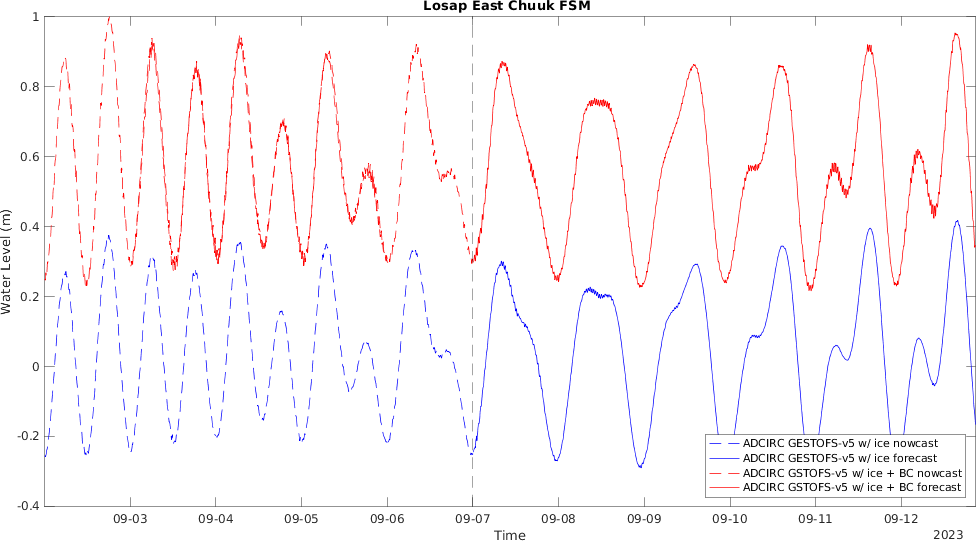 Losap East Chuuk FSM
1
0.8
0.6
0.4
0.2
0
-0.2
-0.4
Water Level (m)
ADCIRC GESTOFS-v5 w/ ice nowcast
ADCIRC GESTOFS-v5 w/ ice forecast
ADCIRC GSTOFS-v5 w/ ice + BC nowcast
ADCIRC GSTOFS-v5 w/ ice + BC forecast
09-03 09-04 09-05 09-06 09-07 09-08 09-09 09-10 09-11 09-12
Time
2023